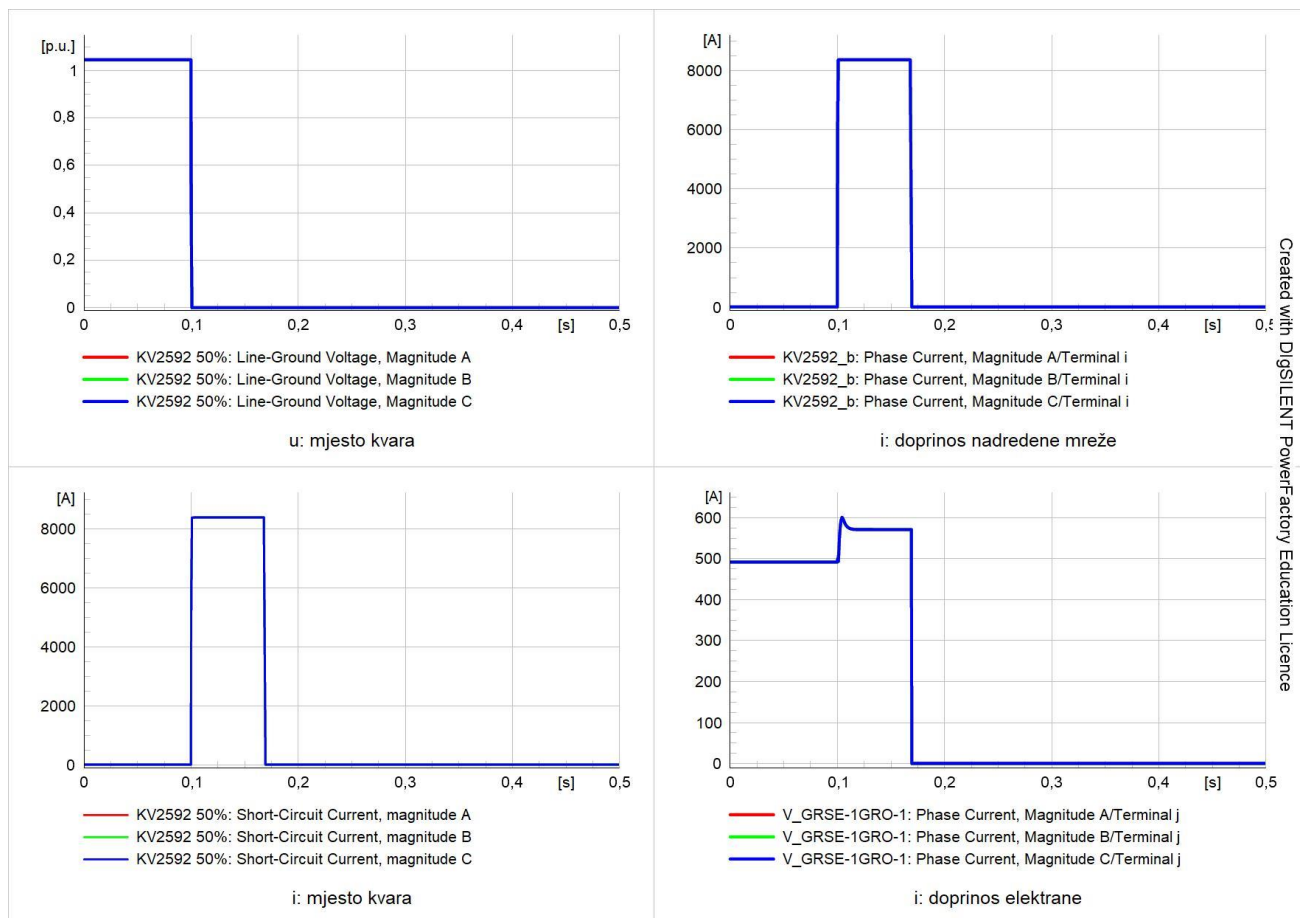 [p.u.]
1
0,8
0,6
0,4
0,2
0
0 0,1 0,2 0,3 0,4 [s] 0,5
KV2592 50%: Line-Ground Voltage, Magnitude A
KV2592 50%: Line-Ground Voltage, Magnitude B
KV2592 50%: Line-Ground Voltage, Magnitude C
u: mjesto kvara
[A]
8000
6000
4000
2000
0
0 0,1 0,2 0,3 0,4 [s] 0,5
KV2592_b: Phase Current, Magnitude A/Terminal i
KV2592_b: Phase Current, Magnitude B/Terminal i
KV2592_b: Phase Current, Magnitude C/Terminal i
i: doprinos nadređene mreže
[A]
8000
6000
4000
2000
0
0 0,1 0,2 0,3 0,4 [s] 0,5
KV2592 50%: Short-Circuit Current, magnitude A
KV2592 50%: Short-Circuit Current, magnitude B
KV2592 50%: Short-Circuit Current, magnitude C
i: mjesto kvara
[A]
600
500
400
300
200
100
0
0 0,1 0,2 0,3 0,4 [s] 0,5
V_GRSE-1GRO-1: Phase Current, Magnitude A/Terminal j
V_GRSE-1GRO-1: Phase Current, Magnitude B/Terminal j
V_GRSE-1GRO-1: Phase Current, Magnitude C/Terminal j
i: doprinos elektrane
Created with DIgSILENT PowerFactory Education Licence